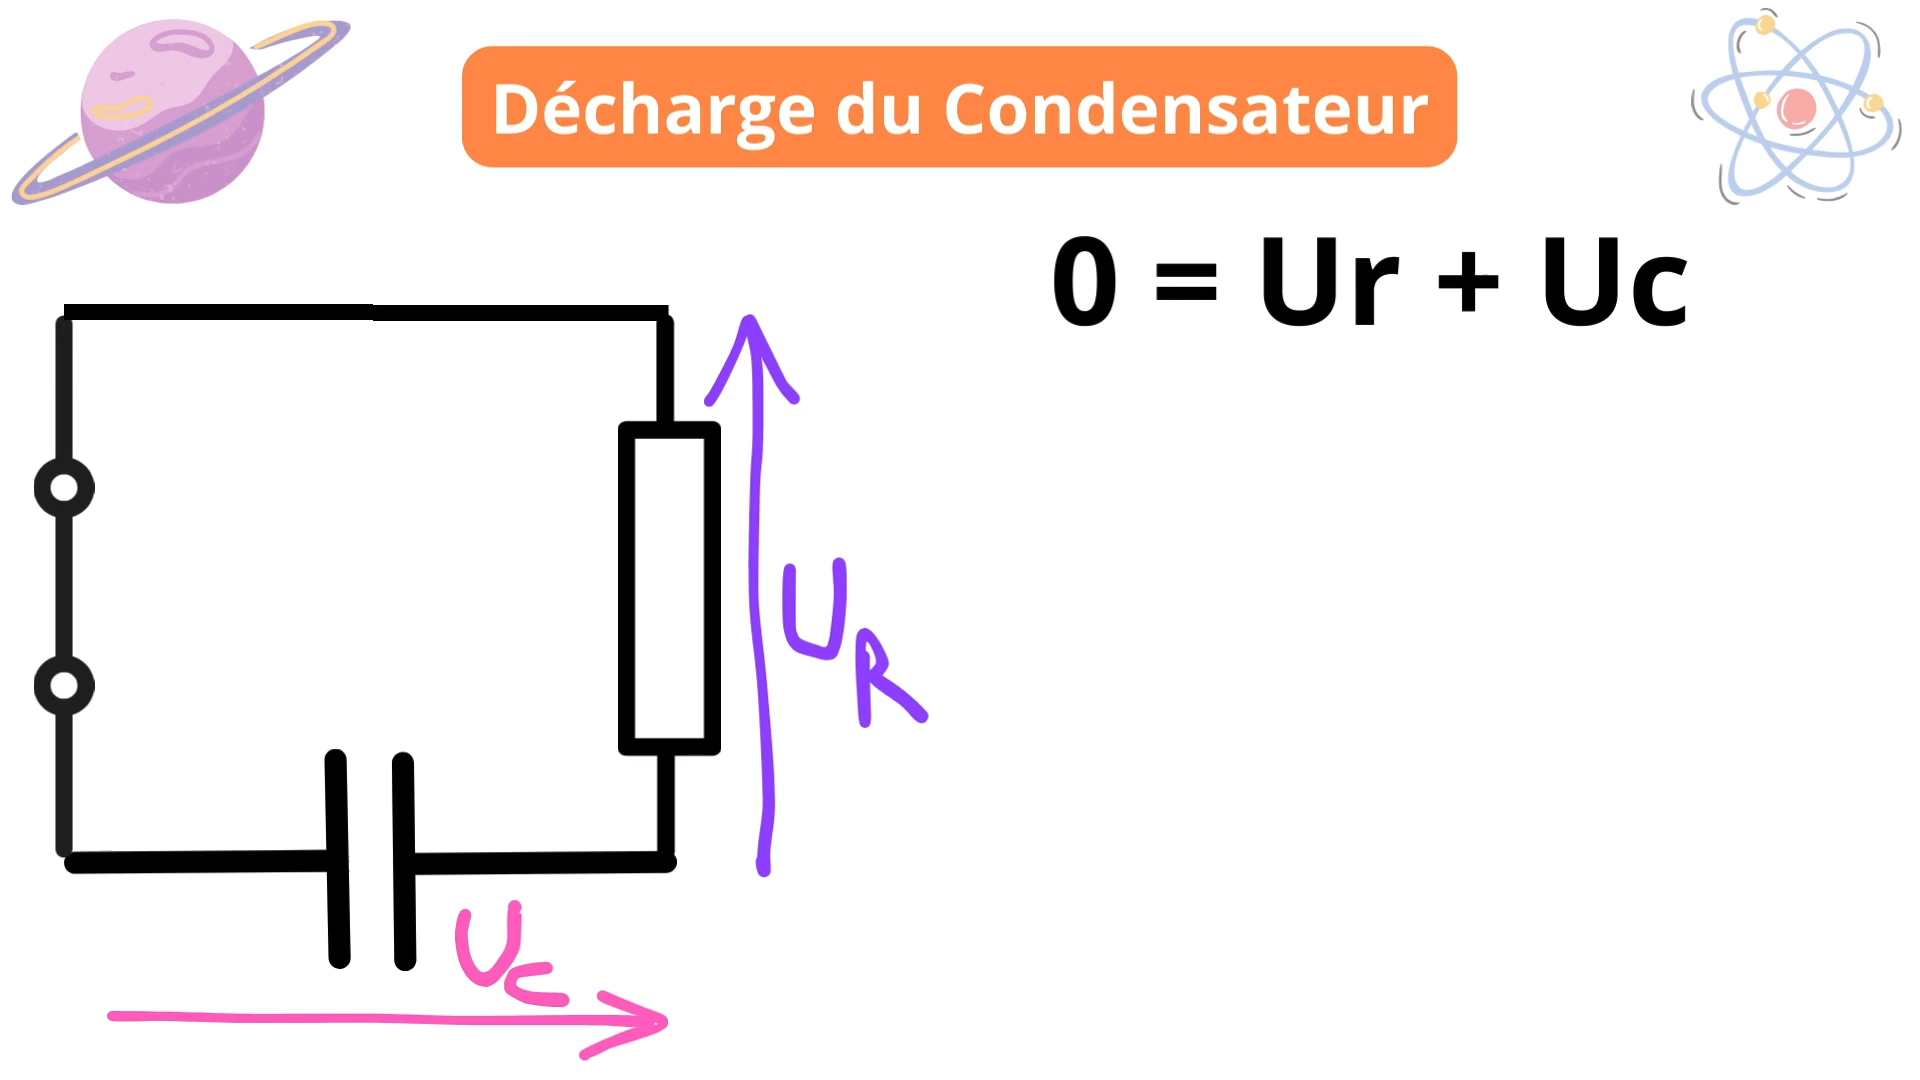 Décharge du Condensateur
0 = Ur + Uc
UR
Uc